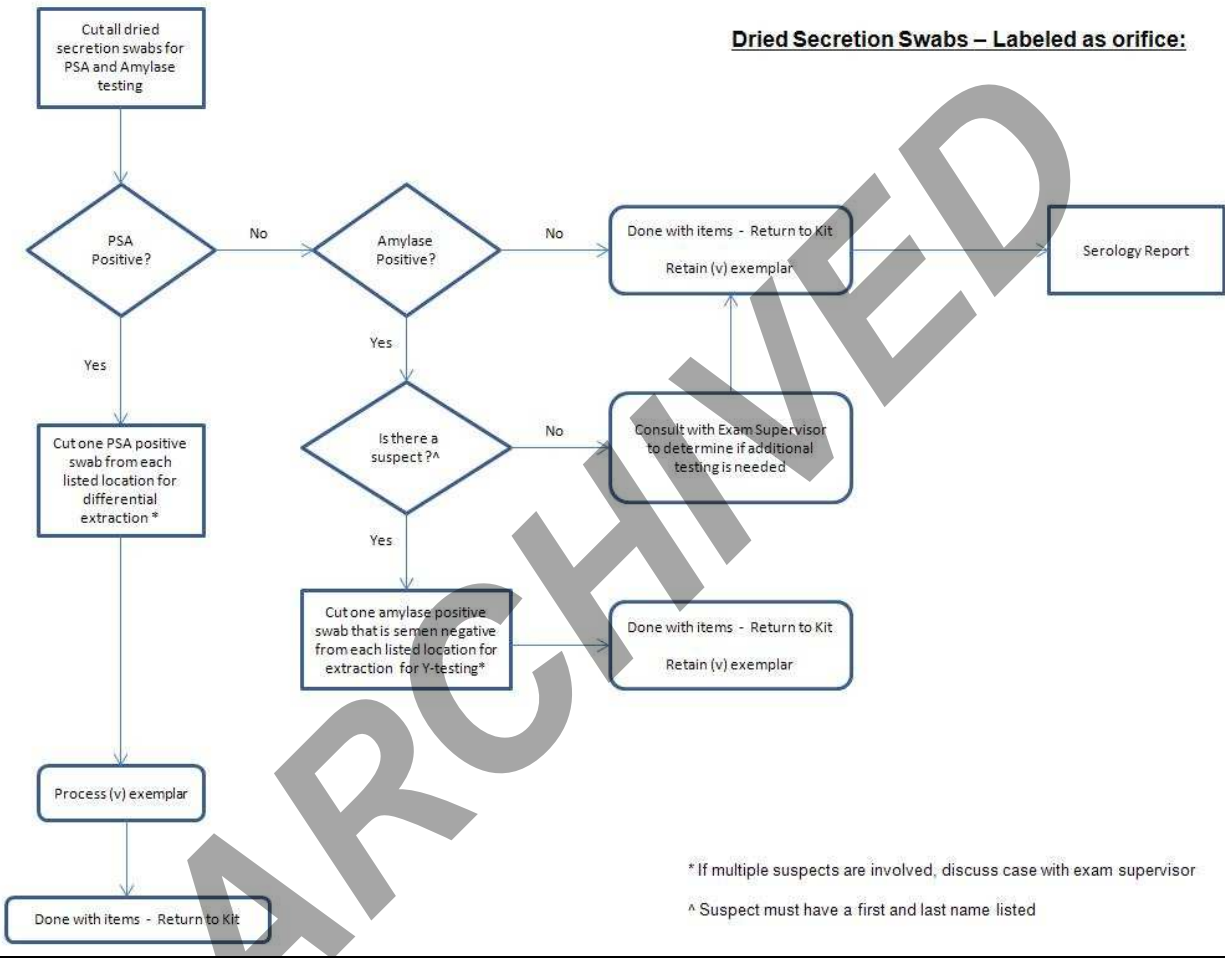 Dried Secretion Swabs – Labeled as orifice:
Cut all dried
secretion swabs for
PSA and Amylase
testing
PSA
Positive?
No
Amylase
Positive?
No
Done with items - Return to Kit
Retain (v) exemplar
Serology Report
Yes
Yes
Cut one PSA positive
swab from each
listed location for
differential
extraction *
Is there a
suspect ?^
No
Consult with Exam Supervisor
to determine if additional
testing is needed
Yes
Cut one amylase positive
swab that is semen negative
from each listed location for
extraction for Y-testing*
Done with items - Return to Kit
Retain (v) exemplar
Process (v) exemplar
Done with items - Return to Kit
* If multiple suspects are involved, discuss case with exam supervisor
^ Suspect must have a first and last name listed
ARCHIVED